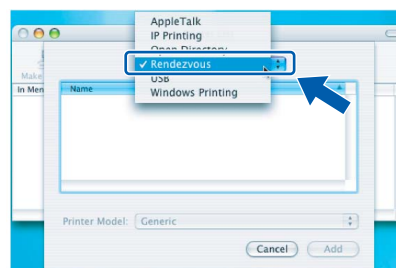 AppleTalk
IP Printing
Open Directory
✓ Rendezvous
USB
Windows Printing
Make
In Men
Name
Printer Model: Generic
Cancel Add